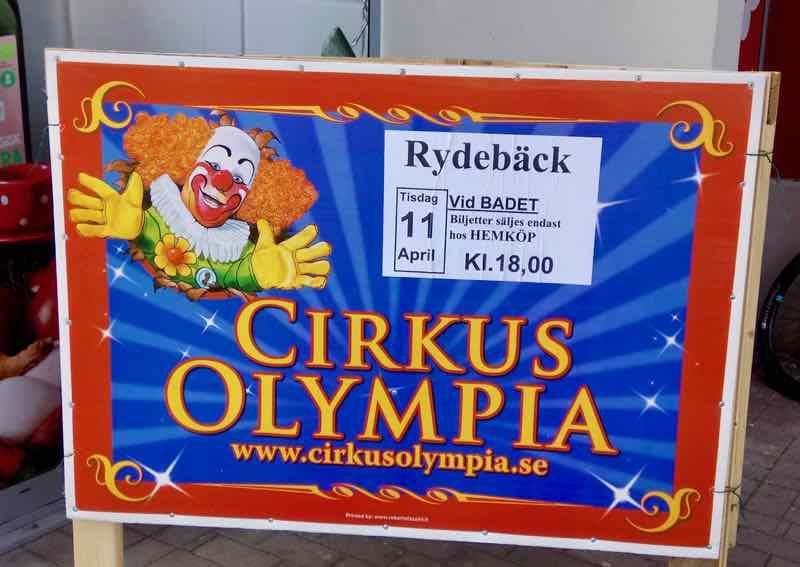 Rydebäck
Tisdag
11
April
Vid BADET
Biljetter säljes endast
hos HEMKÖP
Kl.18,00
CIRKUS
OLYMPIA
www.cirkusolympia.se